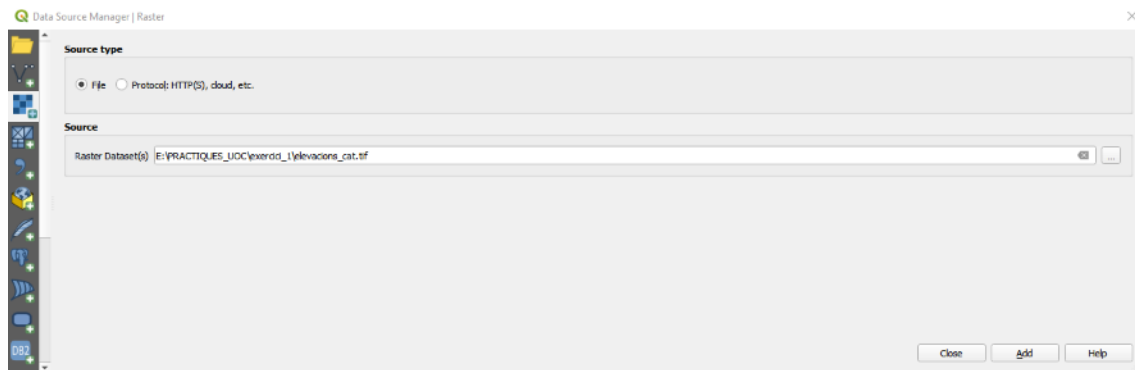 Data Source Manager | Raster
Source type
File Protocol: HTTP(S), cloud, etc.
Source
Raster Dataset(s) E:\PRACTIQUES_UOC\exercici_1\elevacions_cat.tif ...
DB2
Close Add Help